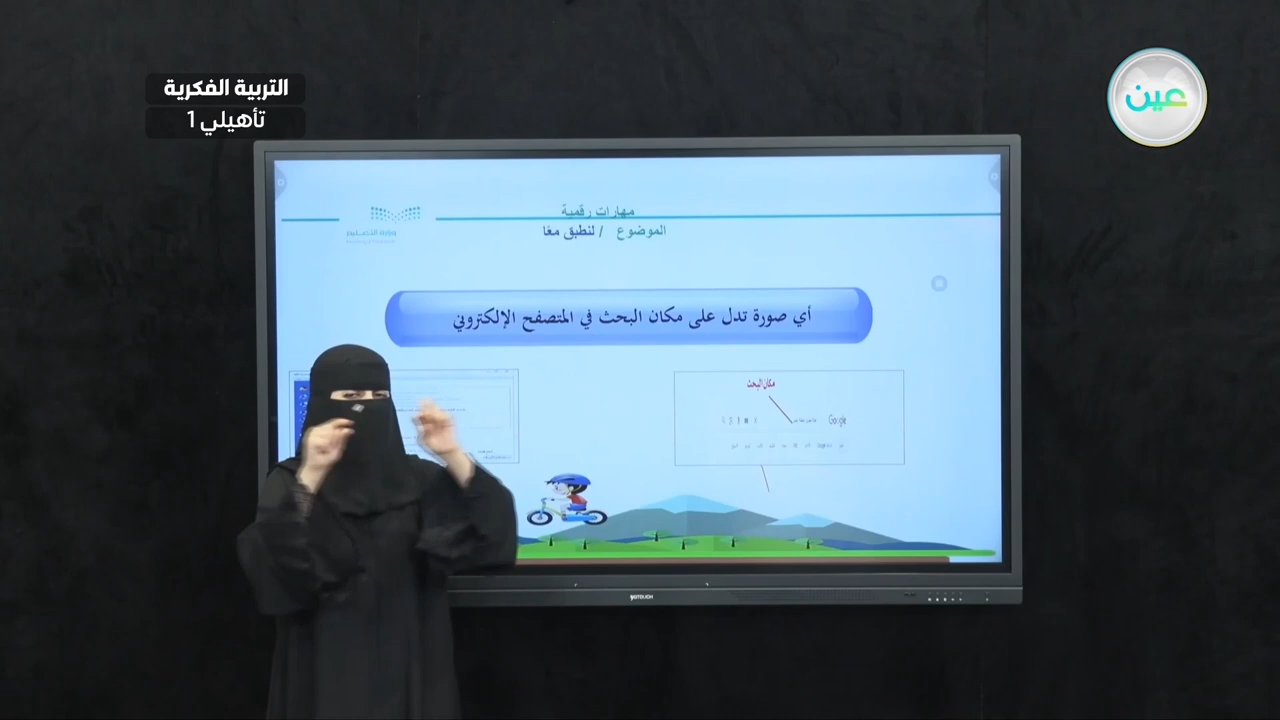 التربية الفكرية
تأهيلي 1
عين
مهارات رقمية
الموضوع / لنطبق معًا
وزارة التعليم
أي صورة تدل على مكان البحث في المتصفح الإلكتروني
مكان البحث
Google